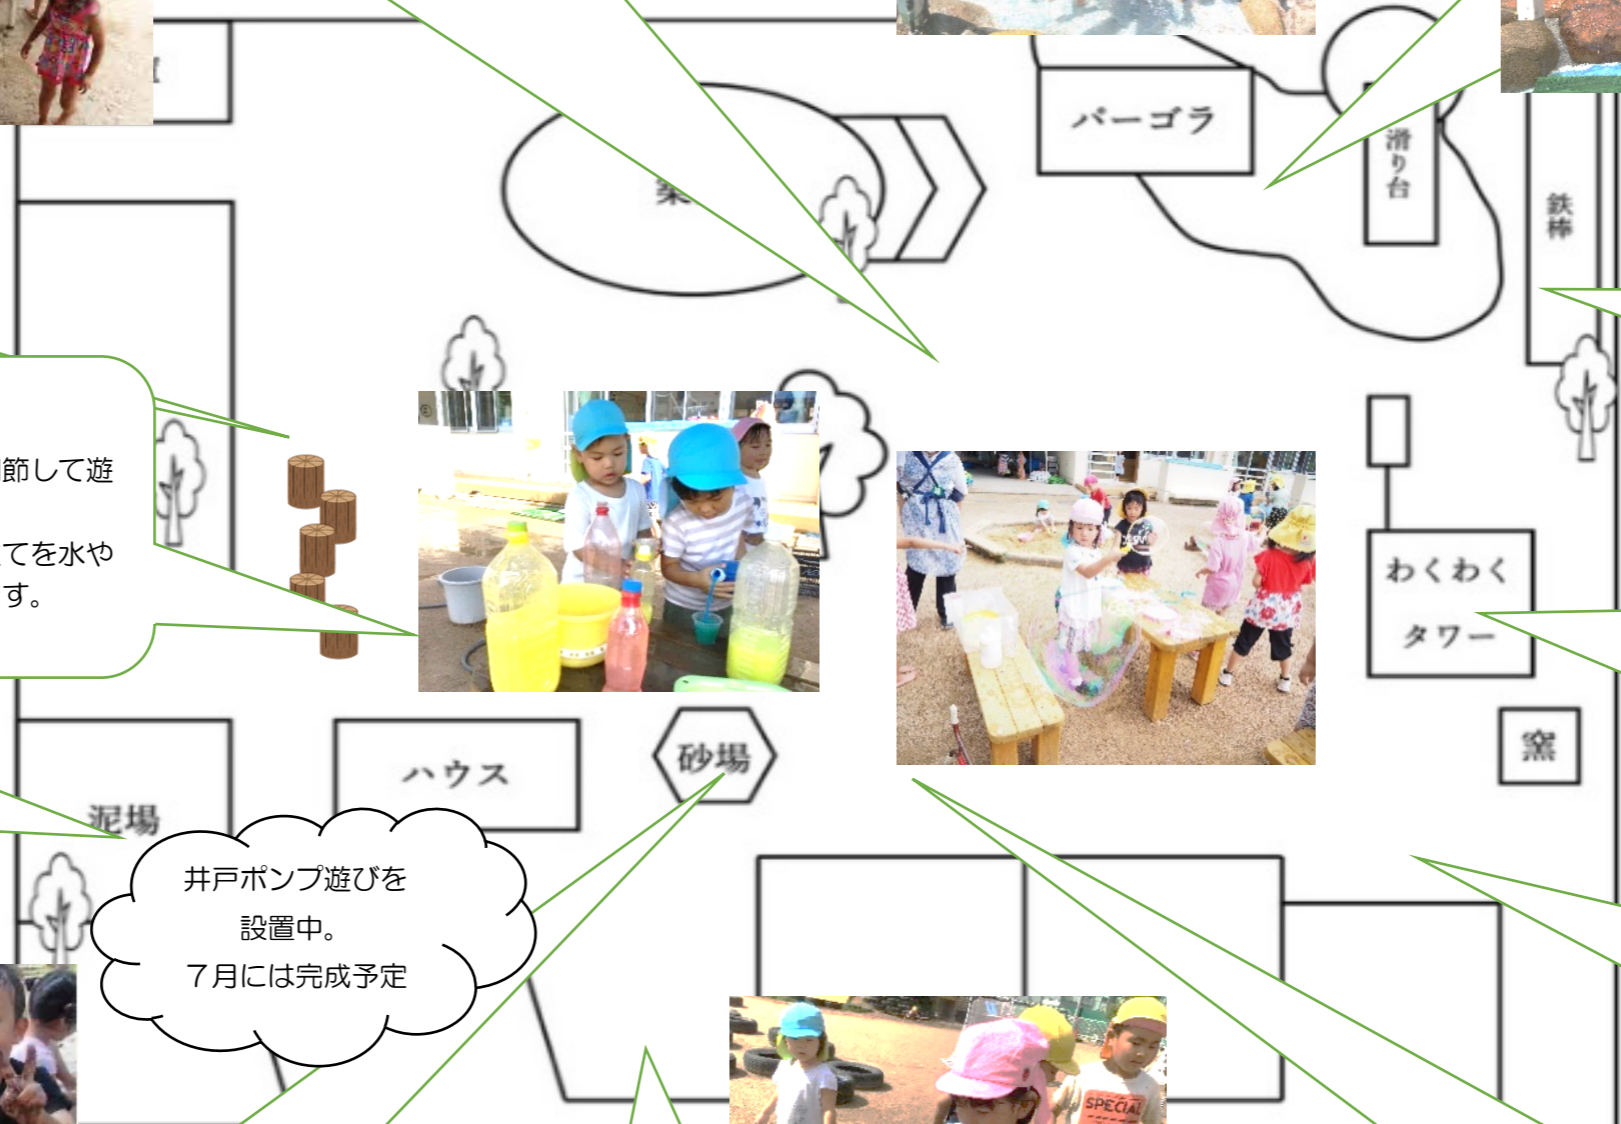 パーゴラ
滑り台
鉄棒
節して遊
てを水や
す。
わくわく
タワー
窯
砂場
ハウス
泥場
井戸ポンプ遊びを
設置中。
７月には完成予定
SPECIAL